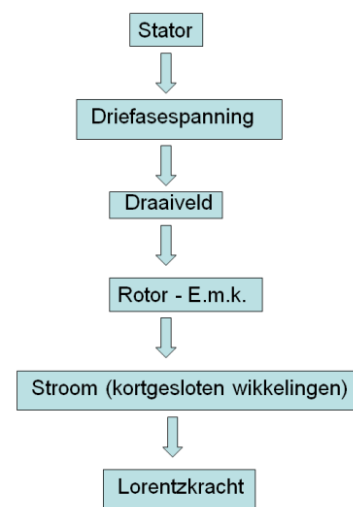 Stator
Driefasespanning
Draaiveld
Rotor - E.m.k.
Stroom (kortgesloten wikkelingen)
Lorentzkracht